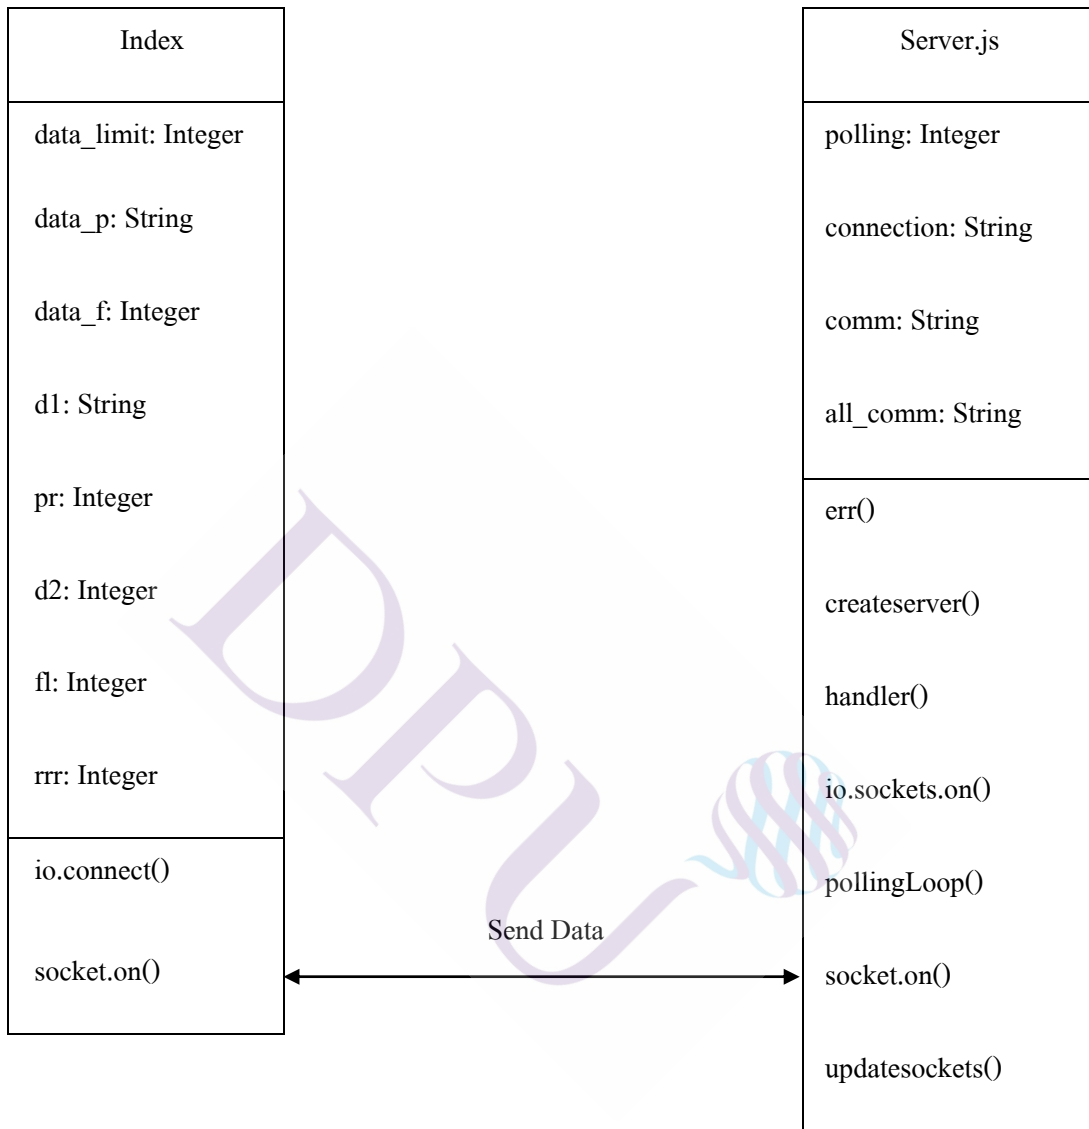 Index
data_limit: Integer
data_p: String
data_f: Integer
d1: String
pr: Integer
d2: Integer
fl: Integer
rrr: Integer
io.connect()
socket.on()
Send Data
Server.js
polling: Integer
connection: String
comm: String
all_comm: String
err()
createserver()
handler()
io.sockets.on()
pollingLoop()
socket.on()
updatesockets()
DPU